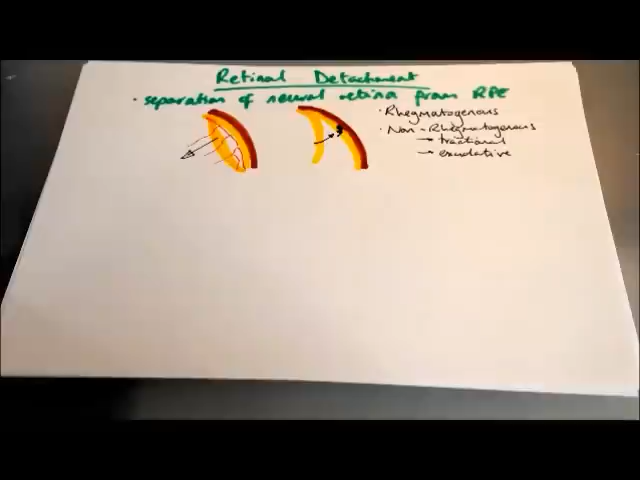 Retinal Detachment
• separation of neural retina from RPE
• Rhegmatogenous
• Non-Rhegmatogenous
→ tractional
→ exudative